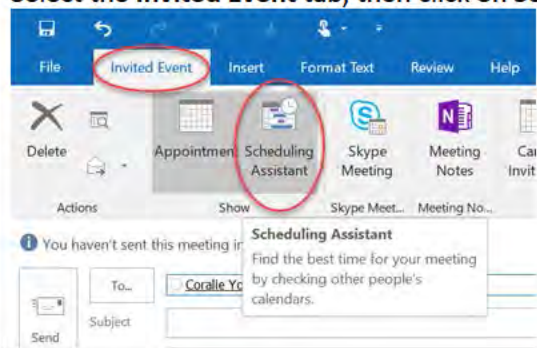 Select the Invited Event tab, then click on Sc
File Invited Event Insert Format Text Review Help
Delete Appointment Scheduling Assistant Skype Meeting Meeting Notes Ca Invit
Actions Show Skype Meet... Meeting No...
You haven't sent this meeting in
Scheduling Assistant
Find the best time for your meeting
by checking other people's
calendars.
To... Coralie Yo
Subject
Send